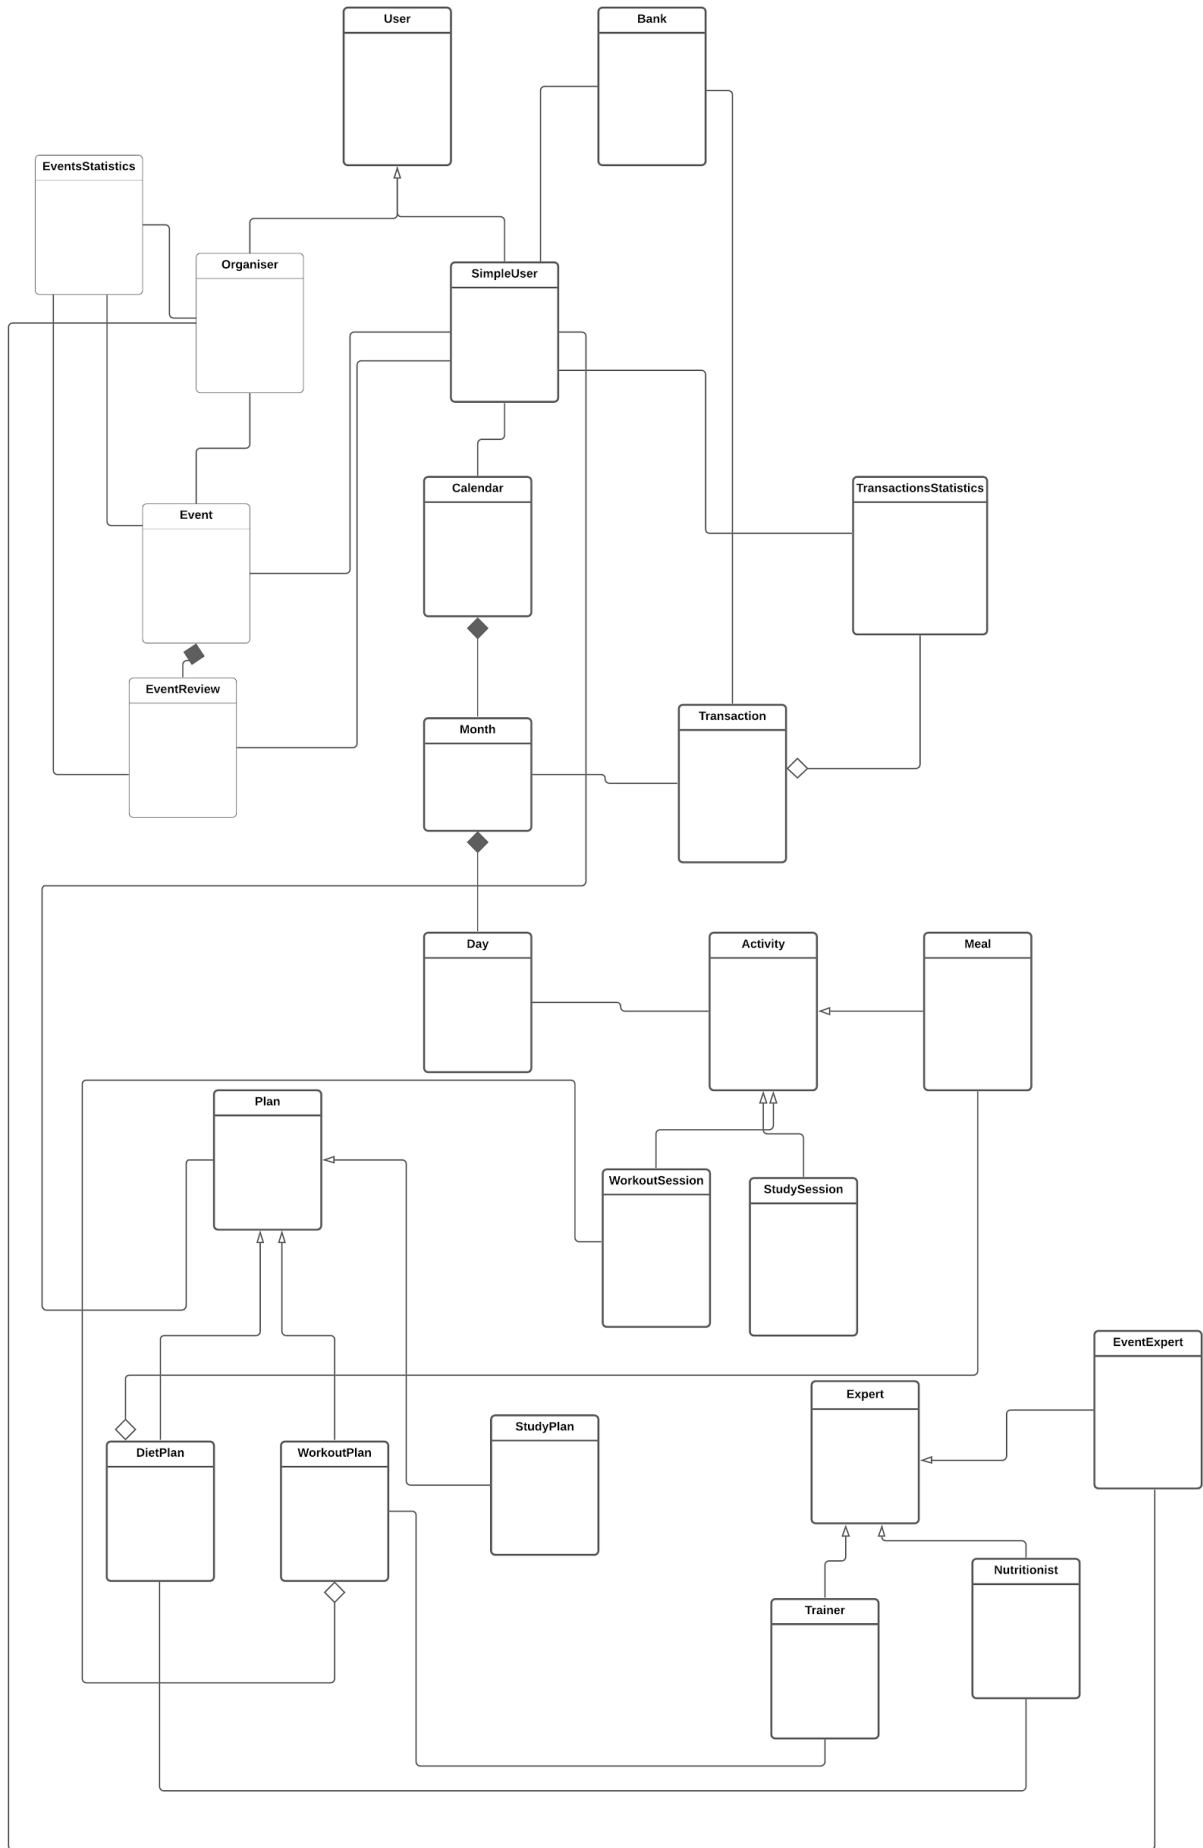 User
Bank
EventsStatistics
Organiser
SimpleUser
Calendar
TransactionsStatistics
Event
EventReview
Month
Transaction
Day
Activity
Meal
Plan
WorkoutSession
StudySession
EventExpert
Expert
StudyPlan
DietPlan
WorkoutPlan
Nutritionist
Trainer